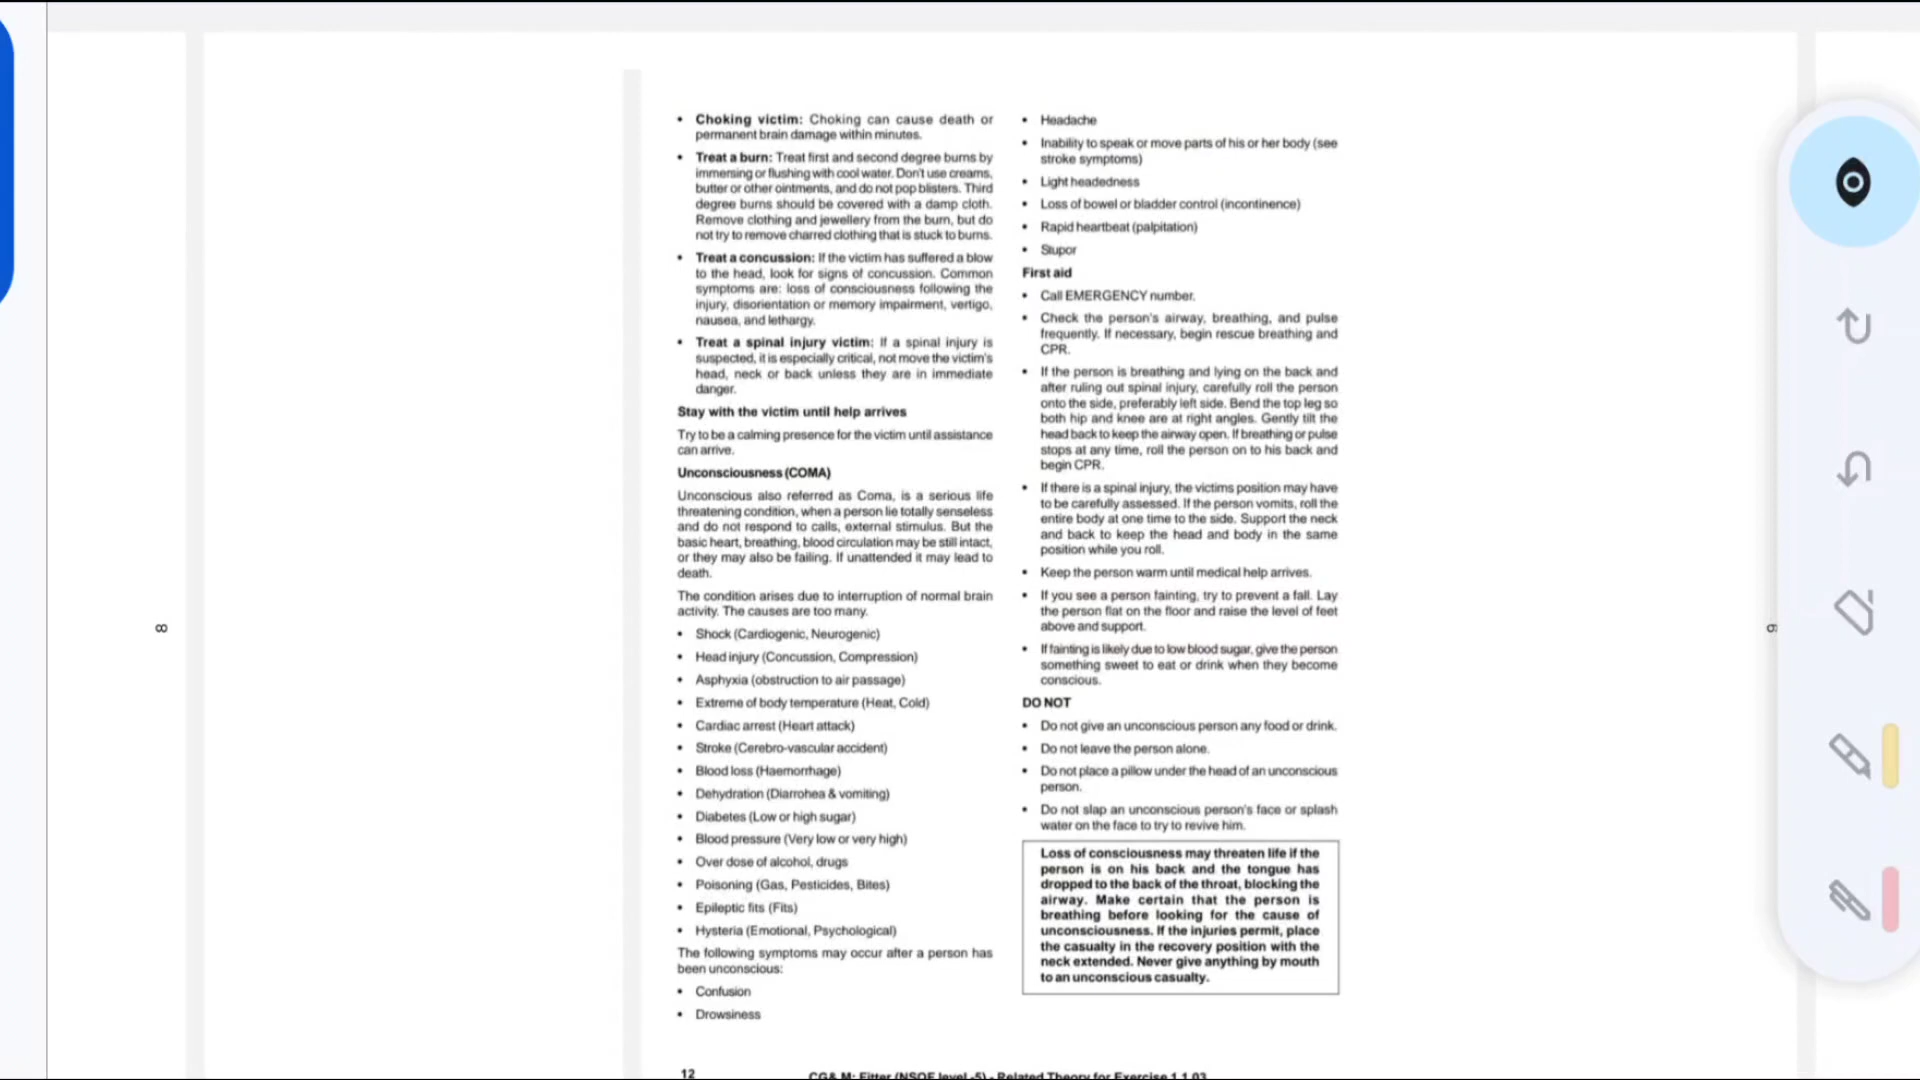 • Choking victim: Choking can cause death or
permanent brain damage within minutes.
• Treat a burn: Treat first and second degree burns by
immersing or flushing with cool water. Don't use creams,
butter or other ointments, and do not pop blisters. Third
degree burns should be covered with a damp cloth.
Remove clothing and jewellery from the burn, but do
not try to remove charred clothing that is stuck to burns.
• Treat a concussion: If the victim has suffered a blow
to the head, look for signs of concussion. Common
symptoms are: loss of consciousness following the
injury, disorientation or memory impairment, vertigo,
nausea, and lethargy.
• Treat a spinal injury victim: If a spinal injury is
suspected, it is especially critical, not move the victim's
head, neck or back unless they are in immediate
danger.
Stay with the victim until help arrives
Try to be a calming presence for the victim until assistance
can arrive.
Unconsciousness (COMA)
Unconscious also referred as Coma, is a serious life
threatening condition, when a person lie totally senseless
and do not respond to calls, external stimulus. But the
basic heart, breathing, blood circulation may be still intact,
or they may also be failing. If unattended it may lead to
death.
The condition arises due to interruption of normal brain
activity. The causes are too many.
• Shock (Cardiogenic, Neurogenic)
• Head injury (Concussion, Compression)
• Asphyxia (obstruction to air passage)
• Extreme of body temperature (Heat, Cold)
• Cardiac arrest (Heart attack)
• Stroke (Cerebro-vascular accident)
• Blood loss (Haemorrhage)
• Dehydration (Diarrohea & vomiting)
• Diabetes (Low or high sugar)
• Blood pressure (Very low or very high)
• Over dose of alcohol, drugs
• Poisoning (Gas, Pesticides, Bites)
• Epileptic fits (Fits)
• Hysteria (Emotional, Psychological)
The following symptoms may occur after a person has
been unconscious:
• Confusion
• Drowsiness
• Headache
• Inability to speak or move parts of his or her body (see
stroke symptoms)
• Light headedness
• Loss of bowel or bladder control (incontinence)
• Rapid heartbeat (palpitation)
• Stupor
First aid
• Call EMERGENCY number.
• Check the person's airway, breathing, and pulse
frequently. If necessary, begin rescue breathing and
CPR.
• If the person is breathing and lying on the back and
after ruling out spinal injury, carefully roll the person
onto the side, preferably left side. Bend the top leg so
both hip and knee are at right angles. Gently tilt the
head back to keep the airway open. If breathing or pulse
stops at any time, roll the person on to his back and
begin CPR.
• If there is a spinal injury, the victims position may have
to be carefully assessed. If the person vomits, roll the
entire body at one time to the side. Support the neck
and back to keep the head and body in the same
position while you roll.
• Keep the person warm until medical help arrives.
• If you see a person fainting, try to prevent a fall. Lay
the person flat on the floor and raise the level of feet
above and support.
• If fainting is likely due to low blood sugar, give the person
something sweet to eat or drink when they become
conscious.
DO NOT
• Do not give an unconscious person any food or drink.
• Do not leave the person alone.
• Do not place a pillow under the head of an unconscious
person.
• Do not slap an unconscious person's face or splash
water on the face to try to revive him.
Loss of consciousness may threaten life if the
person is on his back and the tongue has
dropped to the back of the throat, blocking the
airway. Make certain that the person is
breathing before looking for the cause of
unconsciousness. If the injuries permit, place
the casualty in the recovery position with the
neck extended. Never give anything by mouth
to an unconscious casualty.
12
CG& M: Fitter (NSQF level -5) - Related Theory for Exercise 1.1.03
8
9